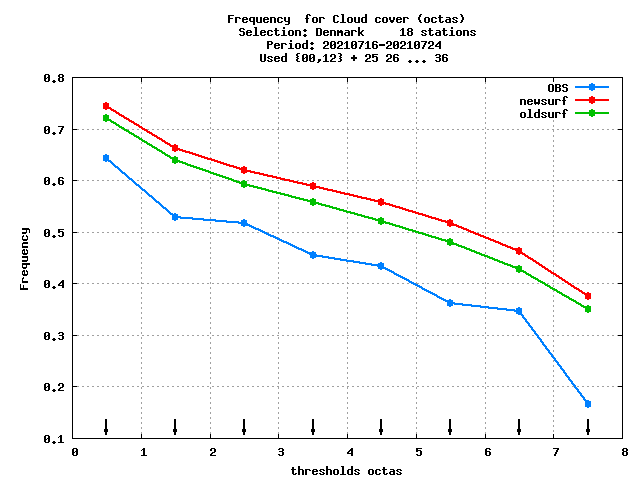 Frequency  for Cloud cover (octas)
Selection: Denmark     18 stations
Period: 20210716-20210724
Used {00,12} + 25 26 ... 36
OBS
newsurf
oldsurf
Frequency
0.8
0.7
0.6
0.5
0.4
0.3
0.2
0.1
0 1 2 3 4 5 6 7 8
thresholds octas